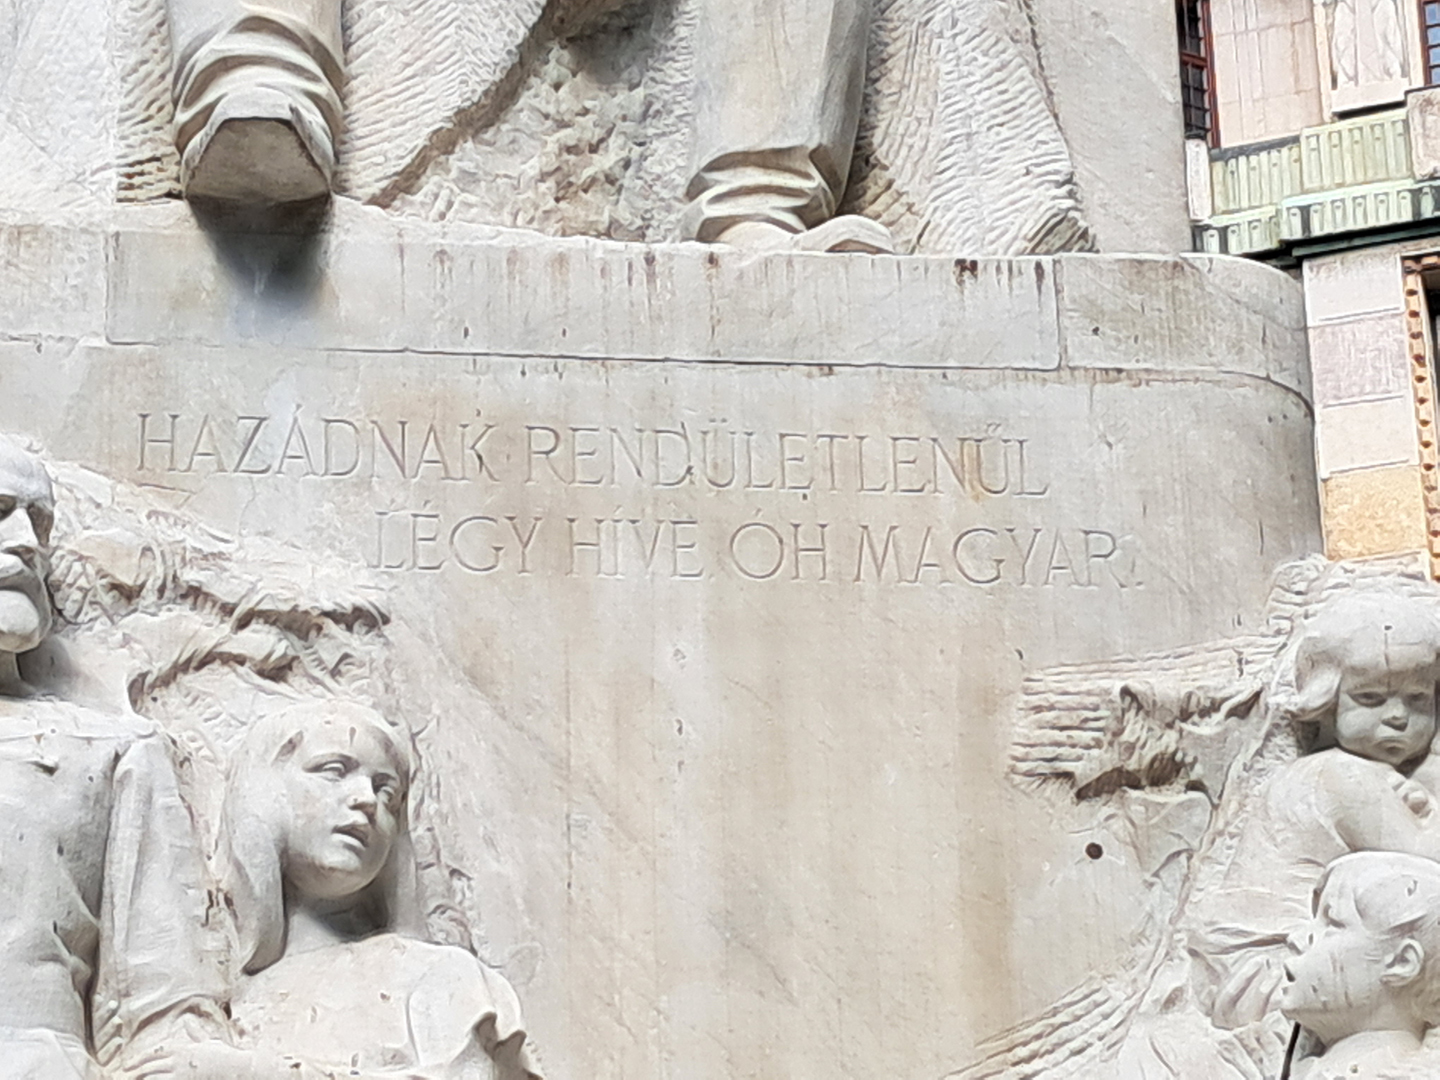 HAZÁDNAK RENDÜLETLENŰL
LÉGY HÍVE ÓH MAGYAR.